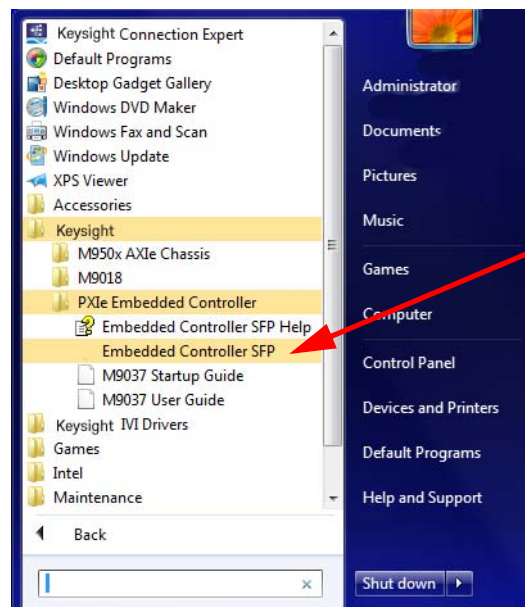 Keysight Connection Expert
Default Programs
Desktop Gadget Gallery
Windows DVD Maker
Windows Fax and Scan
Windows Update
XPS Viewer
Accessories
Keysight
M950x AXIe Chassis
M9018
PXIe Embedded Controller
Embedded Controller SFP Help
Embedded Controller SFP
M9037 Startup Guide
M9037 User Guide
Keysight IVI Drivers
Games
Intel
Maintenance
Back
Administrator
Documents
Pictures
Music
Games
Computer
Control Panel
Devices and Printers
Default Programs
Help and Support
Shut down